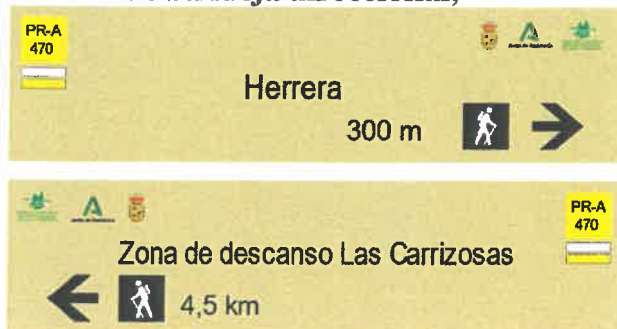 PR-A
470
Herrera
300 m
PR-A
470
Zona de descanso Las Carrizosas
4,5 km